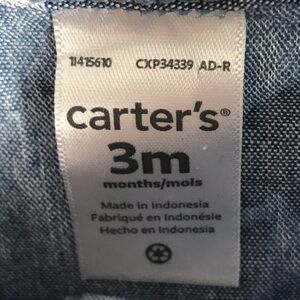 11415610 CXP34339 AD-R
carter's®
3m
months/mois
Made in Indonesia
Fabriqué en Indonésie
Hecho en Indonesia